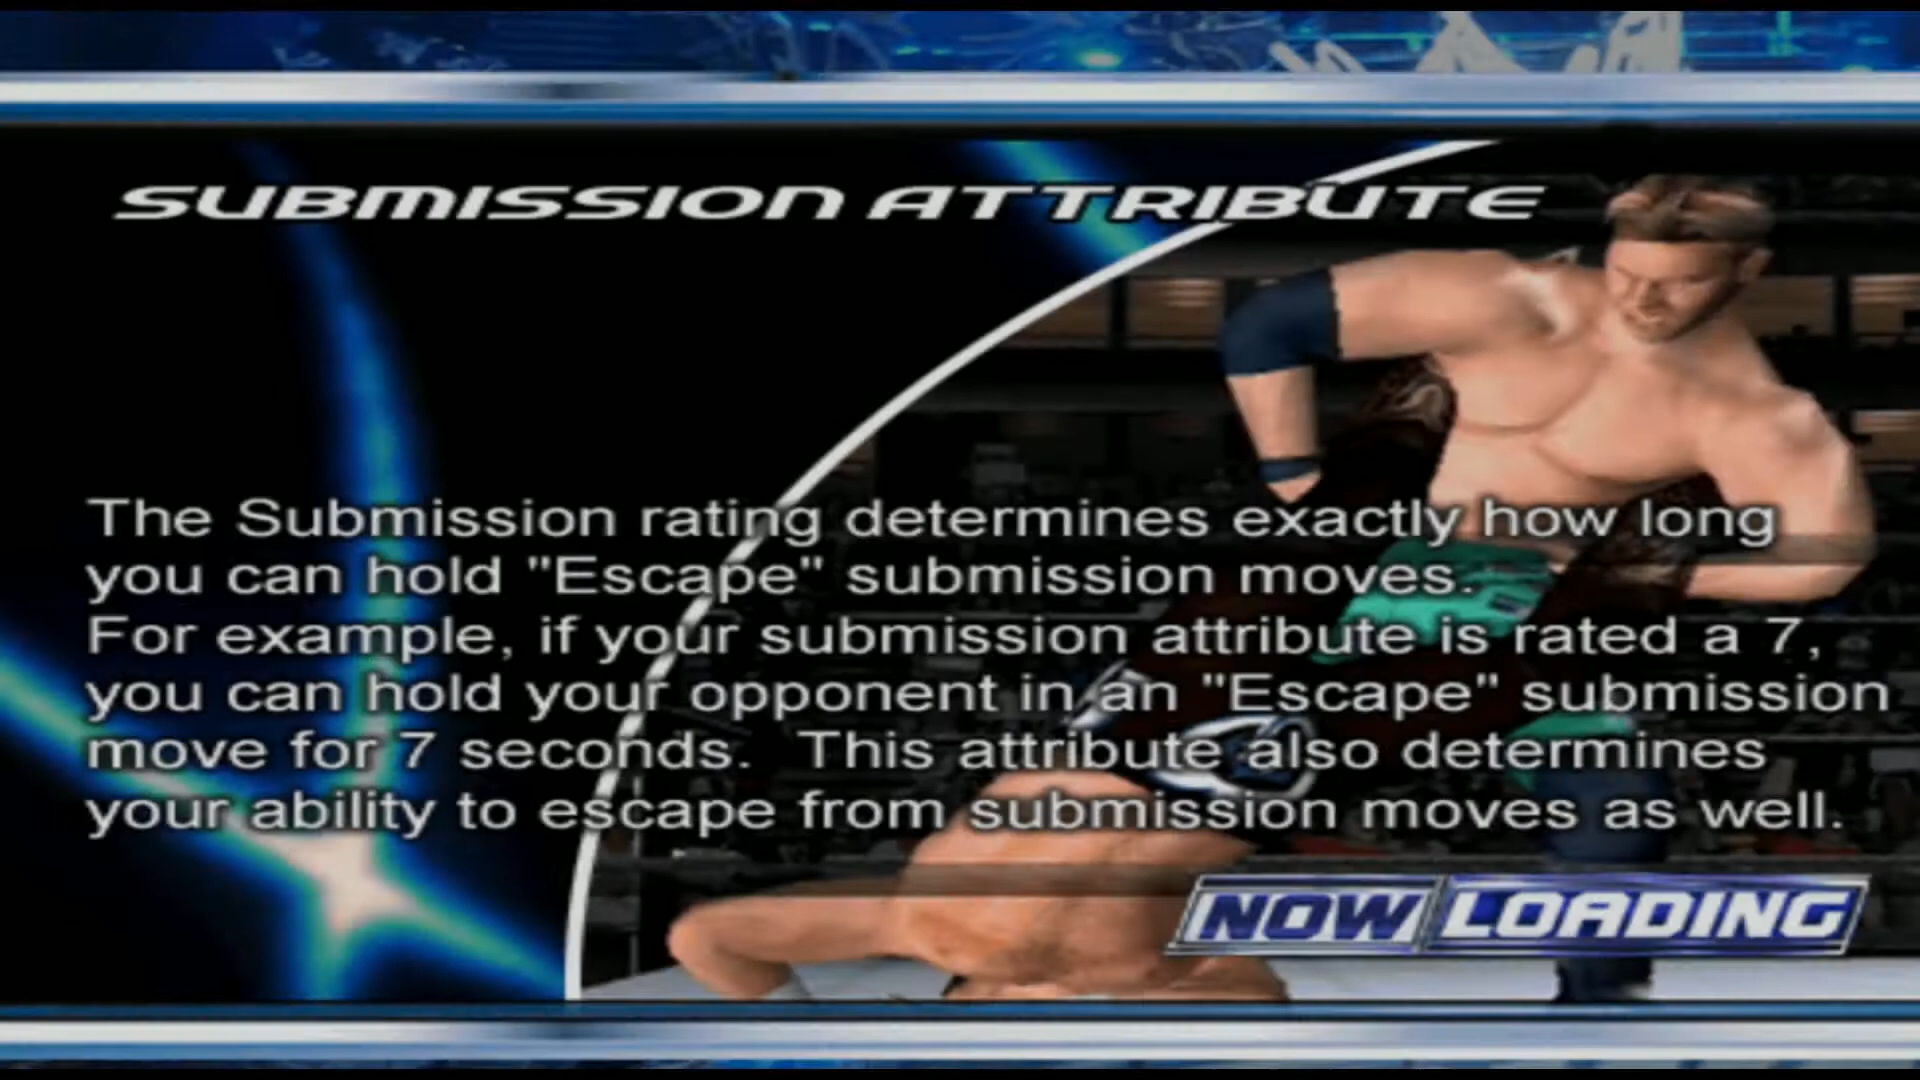 SUBMISSION ATTRIBUTE
The Submission rating determines exactly how long
you can hold "Escape" submission moves.
For example, if your submission attribute is rated a 7,
you can hold your opponent in an "Escape" submission
move for 7 seconds.  This attribute also determines
your ability to escape from submission moves as well.
NOW LOADING